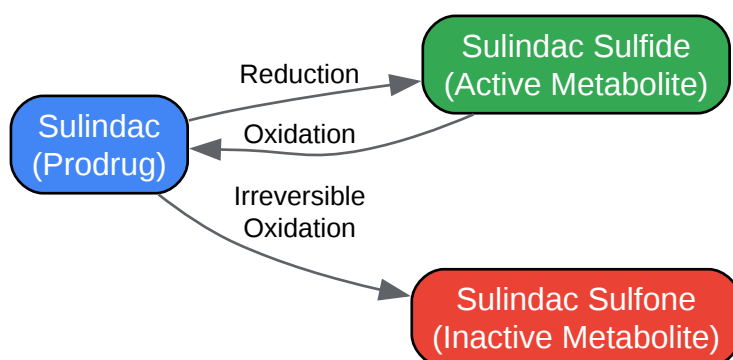 Sulindac Sulfide
(Active Metabolite)
Reduction
Sulindac
(Prodrug)
Oxidation
Irreversible
Oxidation
Sulindac Sulfone
(Inactive Metabolite)